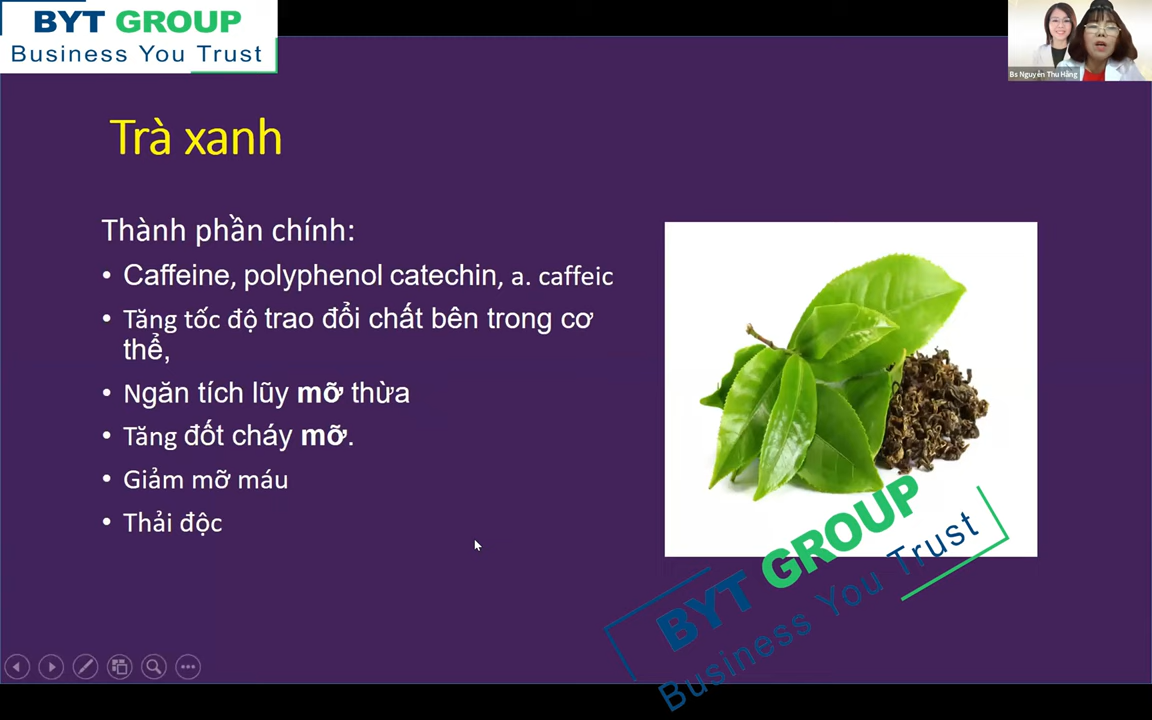 BYT GROUP
Business You Trust
Bs Nguyễn Thu Hằng
Trà xanh
Thành phần chính:
• Caffeine, polyphenol catechin, a. caffeic
• Tăng tốc độ trao đổi chất bên trong cơ
thể,
• Ngăn tích lũy mỡ thừa
• Tăng đốt cháy mỡ.
• Giảm mỡ máu
• Thải độc
BYT GROUP
Business You Trust